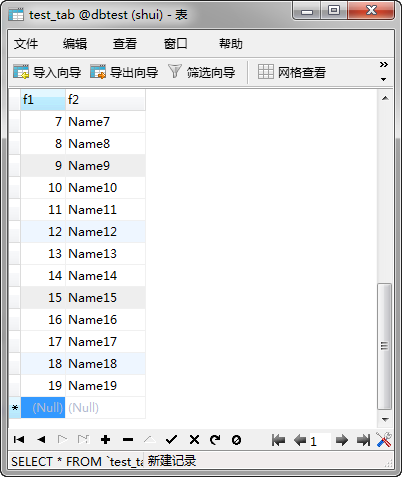 test_tab @dbtest (shui) - 表
文件 编辑 查看 窗口 帮助
导入向导 导出向导 筛选向导 网格查看
f1 f2
7 Name7
8 Name8
9 Name9
10 Name10
11 Name11
12 Name12
13 Name13
14 Name14
15 Name15
16 Name16
17 Name17
18 Name18
19 Name19
(Null) (Null)
1
SELECT * FROM `test_ta 新建记录